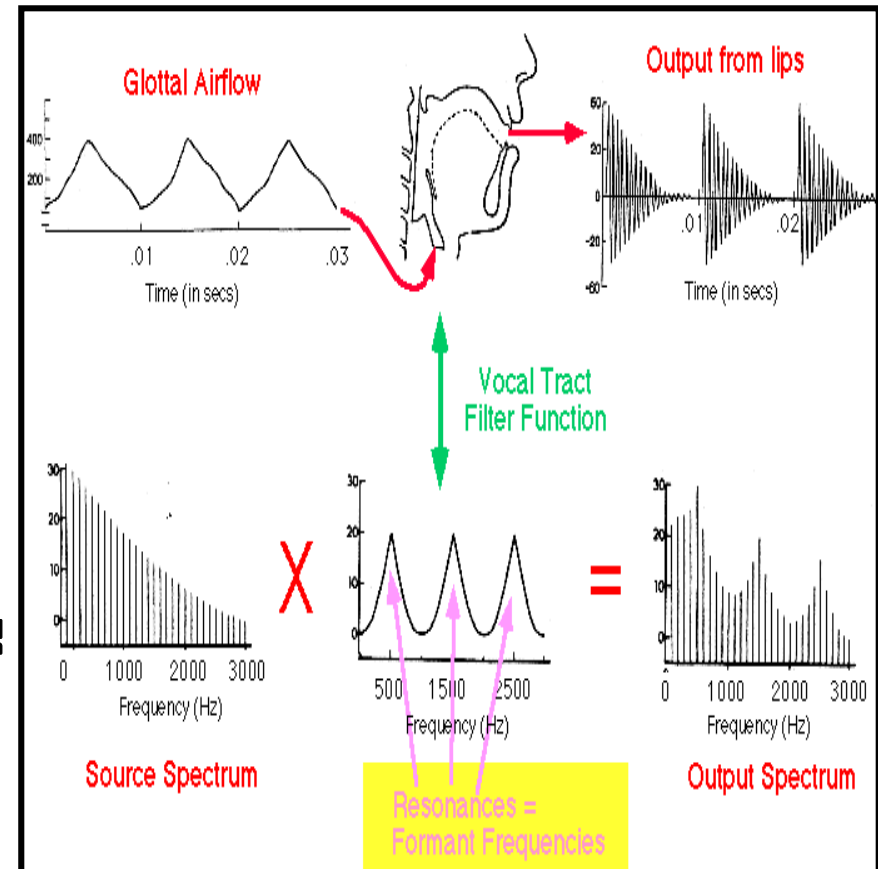 Glottal Airflow
400
200
.01
.02
.03
Time (in secs)
Output from lips
50
20
0
-20
-60
.01
.02
Time (in secs)
Vocal Tract
Filter Function
30
20
10
0
0
1000
2000
3000
Frequency (Hz)
Source Spectrum
X
30
20
10
0
500
1500
2500
Frequency (Hz)
Resonances =
Formant Frequencies
=
30
20
10
0
0
1000
2000
3000
Frequency (Hz)
Output Spectrum